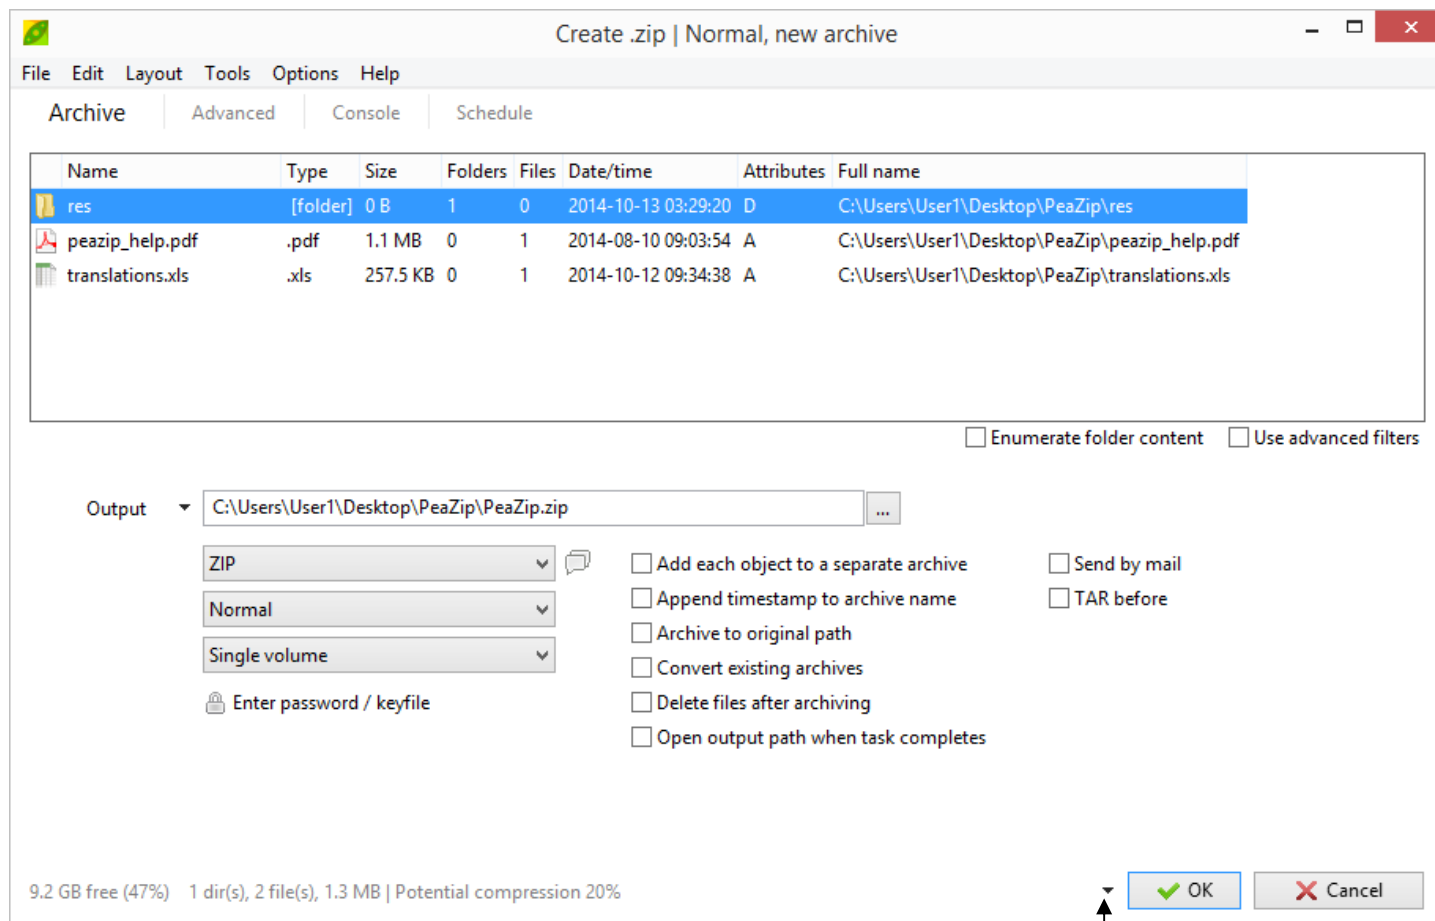 Create .zip | Normal, new archive
File Edit Layout Tools Options Help
Archive Advanced Console Schedule
Name Type Size Folders Files Date/time Attributes Full name
res [folder] 0 B 1 0 2014-10-13 03:29:20 D C:\Users\User1\Desktop\PeaZip\res
peazip_help.pdf .pdf 1.1 MB 0 1 2014-08-10 09:03:54 A C:\Users\User1\Desktop\PeaZip\peazip_help.pdf
translations.xls .xls 257.5 KB 0 1 2014-10-12 09:34:38 A C:\Users\User1\Desktop\PeaZip\translations.xls
Enumerate folder content Use advanced filters
Output C:\Users\User1\Desktop\PeaZip\PeaZip.zip ...
ZIP Add each object to a separate archive Send by mail
Normal Append timestamp to archive name TAR before
Archive to original path
Single volume Convert existing archives
Enter password / keyfile Delete files after archiving
Open output path when task completes
9.2 GB free (47%) 1 dir(s), 2 file(s), 1.3 MB | Potential compression 20% OK Cancel